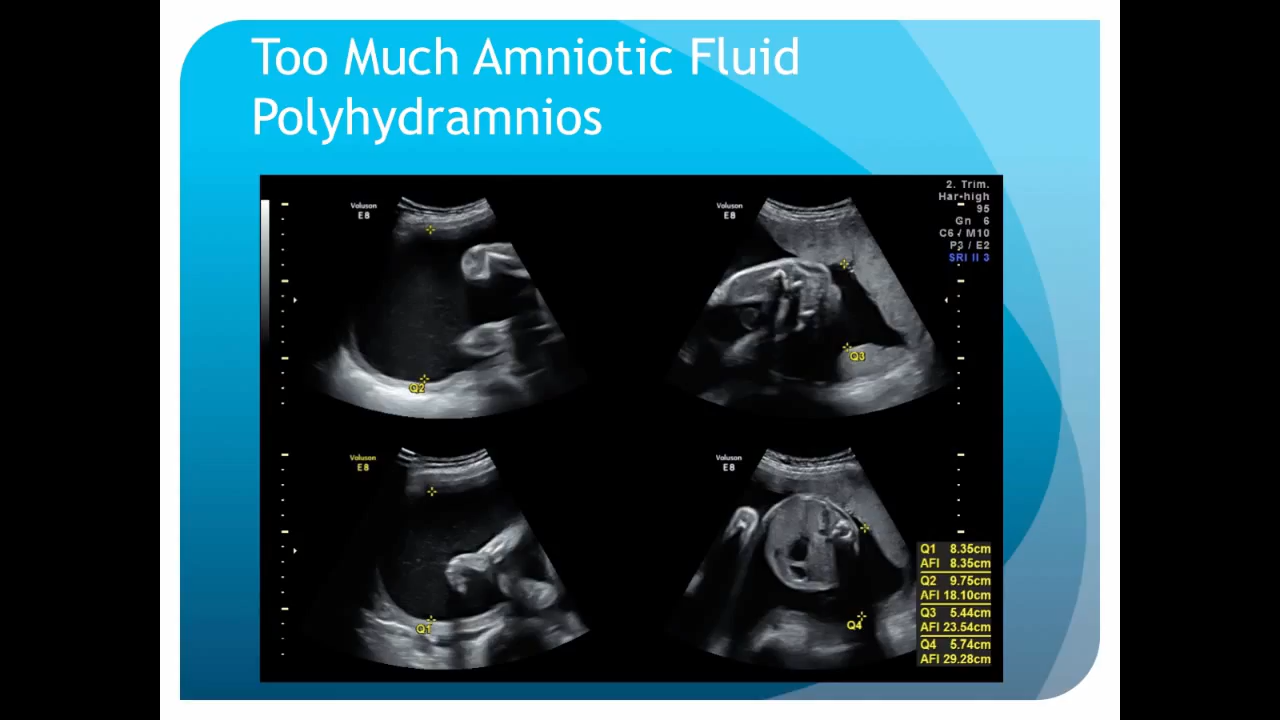 Too Much Amniotic Fluid
Polyhydramnios
Voluson
E8
Voluson
E8
2. Trim.
Har-high
95
Gn 6
C6 / M10
P3 / E2
SRI II 3
Q2
Q3
Voluson
E8
Voluson
E8
Q1
Q4
Q1 8.35cm
AFI 8.35cm
Q2 9.75cm
AFI 18.10cm
Q3 5.44cm
AFI 23.54cm
Q4 5.74cm
AFI 29.28cm